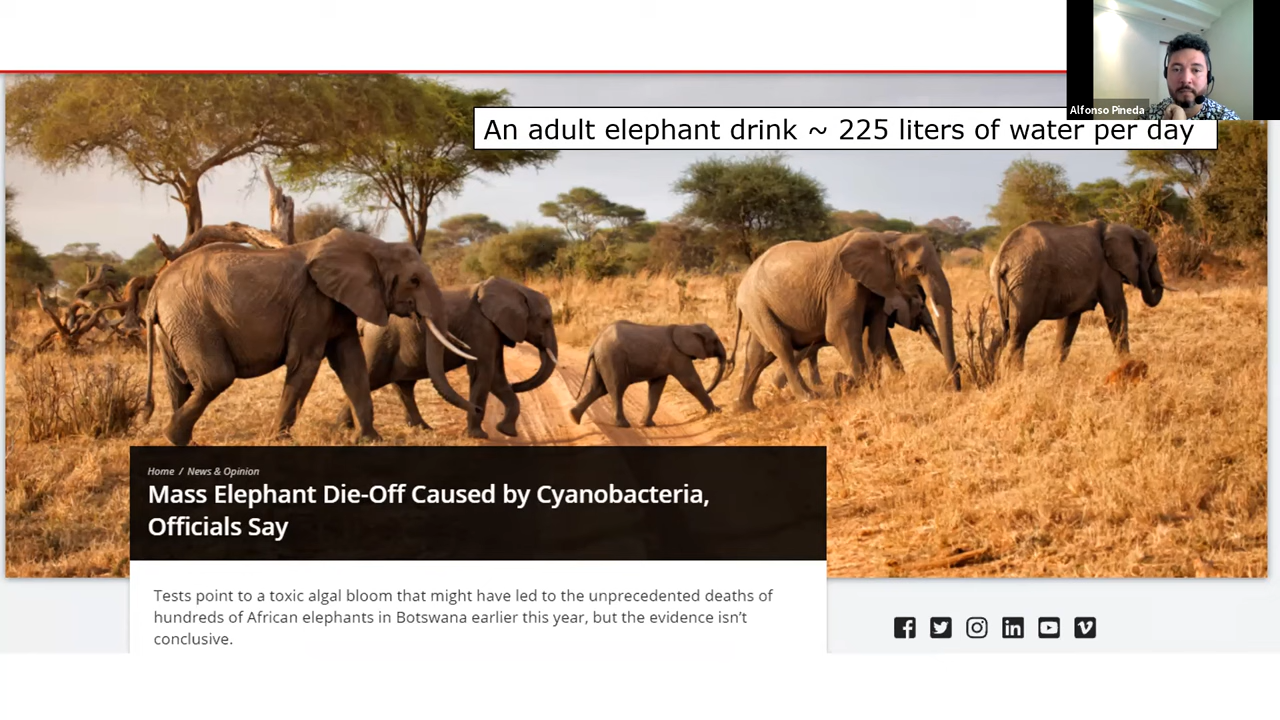 Alfonso Pineda
An adult elephant drink ~ 225 liters of water per day
Home / News & Opinion
Mass Elephant Die-Off Caused by Cyanobacteria,
Officials Say
Tests point to a toxic algal bloom that might have led to the unprecedented deaths of
hundreds of African elephants in Botswana earlier this year, but the evidence isn’t
conclusive.